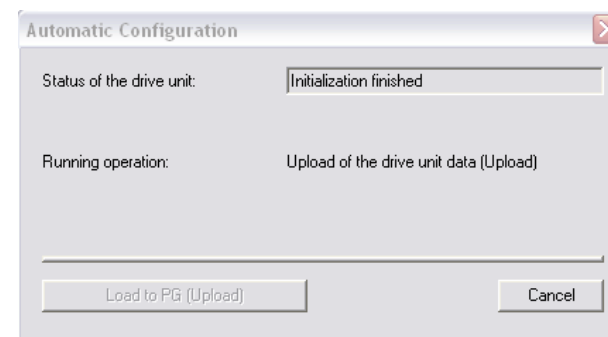 Automatic Configuration
Status of the drive unit: Initialization finished
Running operation: Upload of the drive unit data (Upload)
Load to PG (Upload) Cancel